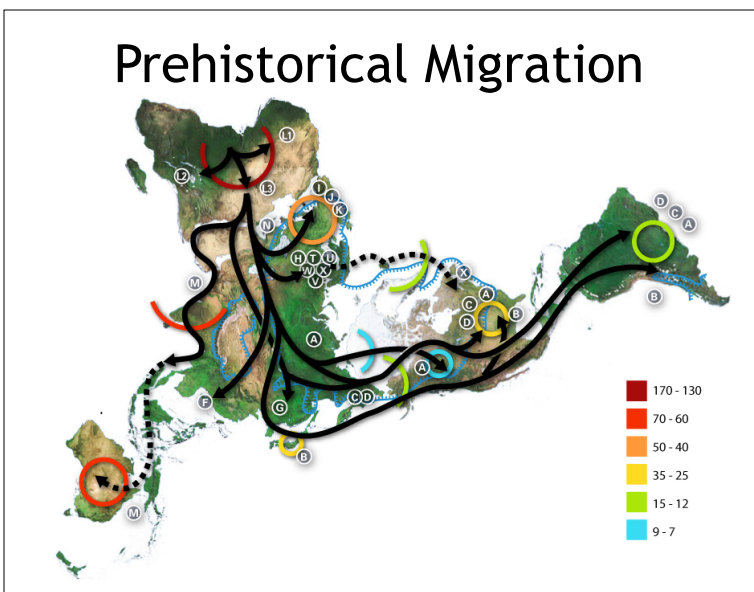 Prehistorical Migration
L1
L2
L3
I
J
K
N
H T U
W X
V
M
D
C
A
B
X
A
C
B
D
A
A
F
G
C D
B
M
170 - 130
70 - 60
50 - 40
35 - 25
15 - 12
9 - 7